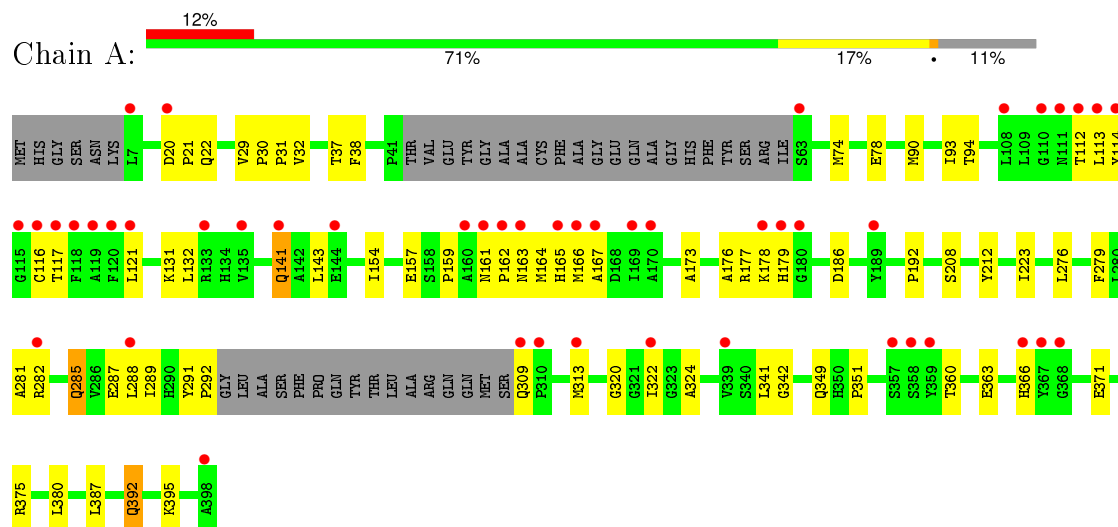 12%
Chain A:
71% 17% • 11%
MET HIS GLY SER ASN LYS L7 D20 P21 Q22 V29 P30 P31 V32 T37 F38 P41 THR VAL GLU TYR GLY ALA ALA CYS PHE ALA GLY GLU GLN ALA GLY HIS PHE TYR SER ARG ILE S63 M74 E78 M90 I93 T94 L108 L109 G110 N111 T112 L113 Y114
G115 C116 T117 F118 A119 F120 L121 K131 L132 R133 H134 V135 Q141 A142 L143 E144 I154 E157 S158 P159 A160 N161 P162 N163 M164 H165 M166 A167 D168 I169 A170 A173 A176 R177 K178 H179 G180 D186 Y189 P192 S208 Y212 I223 L276 F279 L280
A281 R282 Q285 V286 E287 L288 I289 H290 Y291 P292 GLY LEU ALA SER PHE PRO GLN TYR THR LEU ALA ARG GLN GLN MET SER Q309 P310 M313 G320 G321 I322 G323 A324 V339 S340 L341 G342 Q349 H350 P351 S357 S358 Y359 T360 E363 H366 Y367 G368 E371
R375 L380 L387 Q392 K395 A398